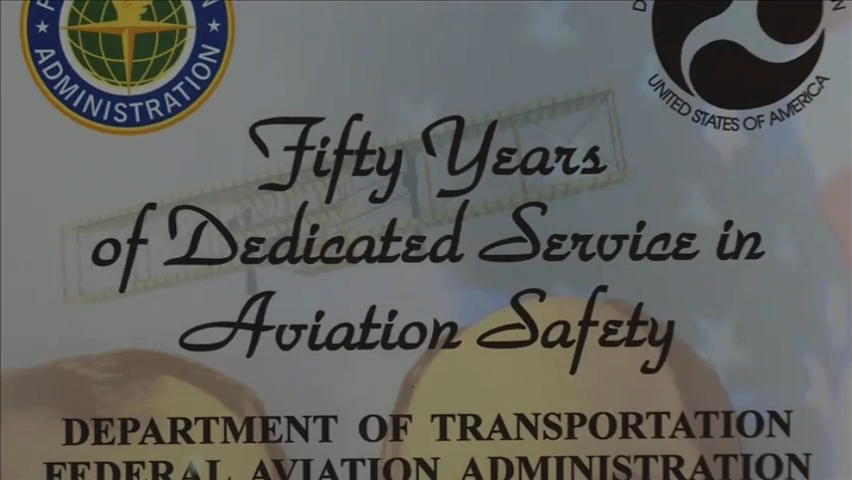 ADMINISTRATION
UNITED STATES OF AMERICA
Fifty Years
of Dedicated Service in
Aviation Safety
DEPARTMENT OF TRANSPORTATION
FEDERAL AVIATION ADMINISTRATION